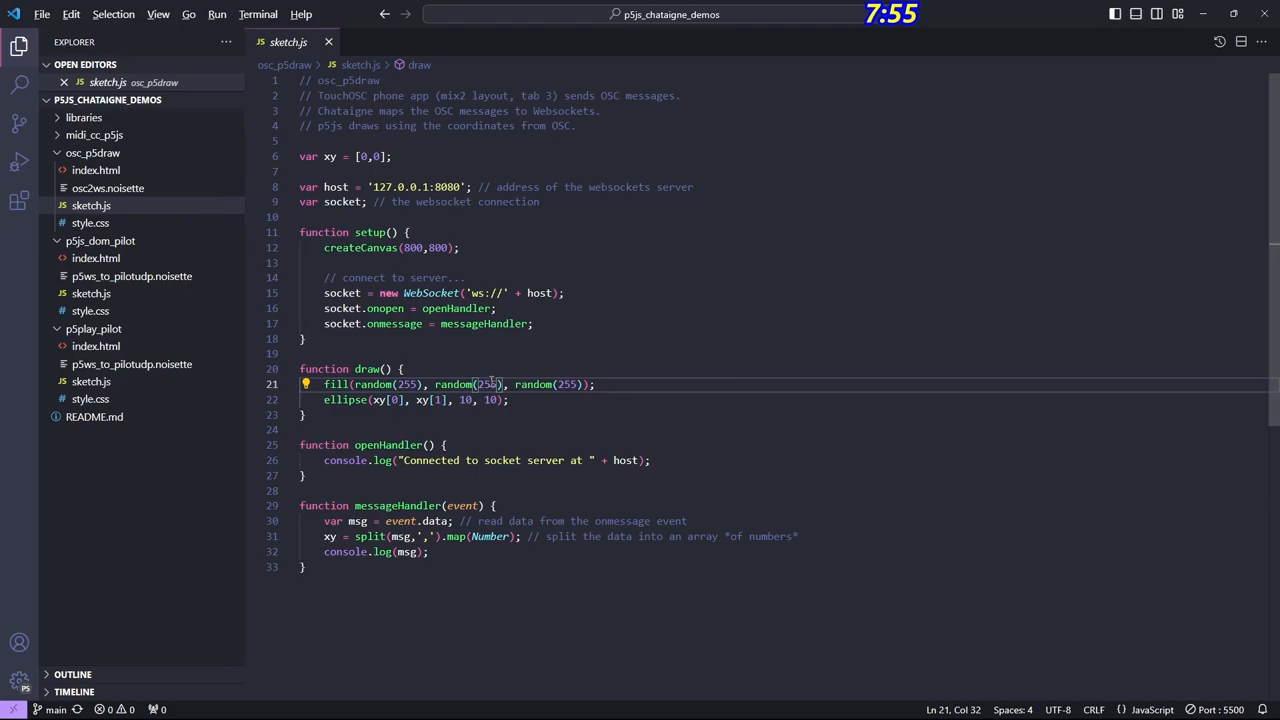 File Edit Selection View Go Run Terminal Help
p5js_chataigne_demos
7:55
EXPLORER
OPEN EDITORS
sketch.js osc_p5draw
P5JS_CHATAIGNE_DEMOS
libraries
midi_cc_p5js
osc_p5draw
index.html
osc2ws.noisette
sketch.js
style.css
p5js_dom_pilot
index.html
p5ws_to_pilotudp.noisette
sketch.js
style.css
p5play_pilot
index.html
p5ws_to_pilotudp.noisette
sketch.js
style.css
README.md
OUTLINE
TIMELINE
JS sketch.js
osc_p5draw > JS sketch.js > draw
1 // osc_p5draw
2 // TouchOSC phone app (mix2 layout, tab 3) sends OSC messages.
3 // Chataigne maps the OSC messages to Websockets.
4 // p5js draws using the coordinates from OSC.
5
6 var xy = [0,0];
7
8 var host = '127.0.0.1:8080'; // address of the websockets server
9 var socket; // the websocket connection
10
11 function setup() {
12 createCanvas(800,800);
13
14 // connect to server...
15 socket = new WebSocket('ws://' + host);
16 socket.onopen = openHandler;
17 socket.onmessage = messageHandler;
18 }
19
20 function draw() {
21 fill(random(255), random(255), random(255));
22 ellipse(xy[0], xy[1], 10, 10);
23 }
24
25 function openHandler() {
26 console.log("Connected to socket server at " + host);
27 }
28
29 function messageHandler(event) {
30 var msg = event.data; // read data from the onmessage event
31 xy = split(msg,',').map(Number); // split the data into an array *of numbers*
32 console.log(msg);
33 }
PS
main 0 0 0
Ln 21, Col 32 Spaces: 4 UTF-8 CRLF {} JavaScript Port : 5500